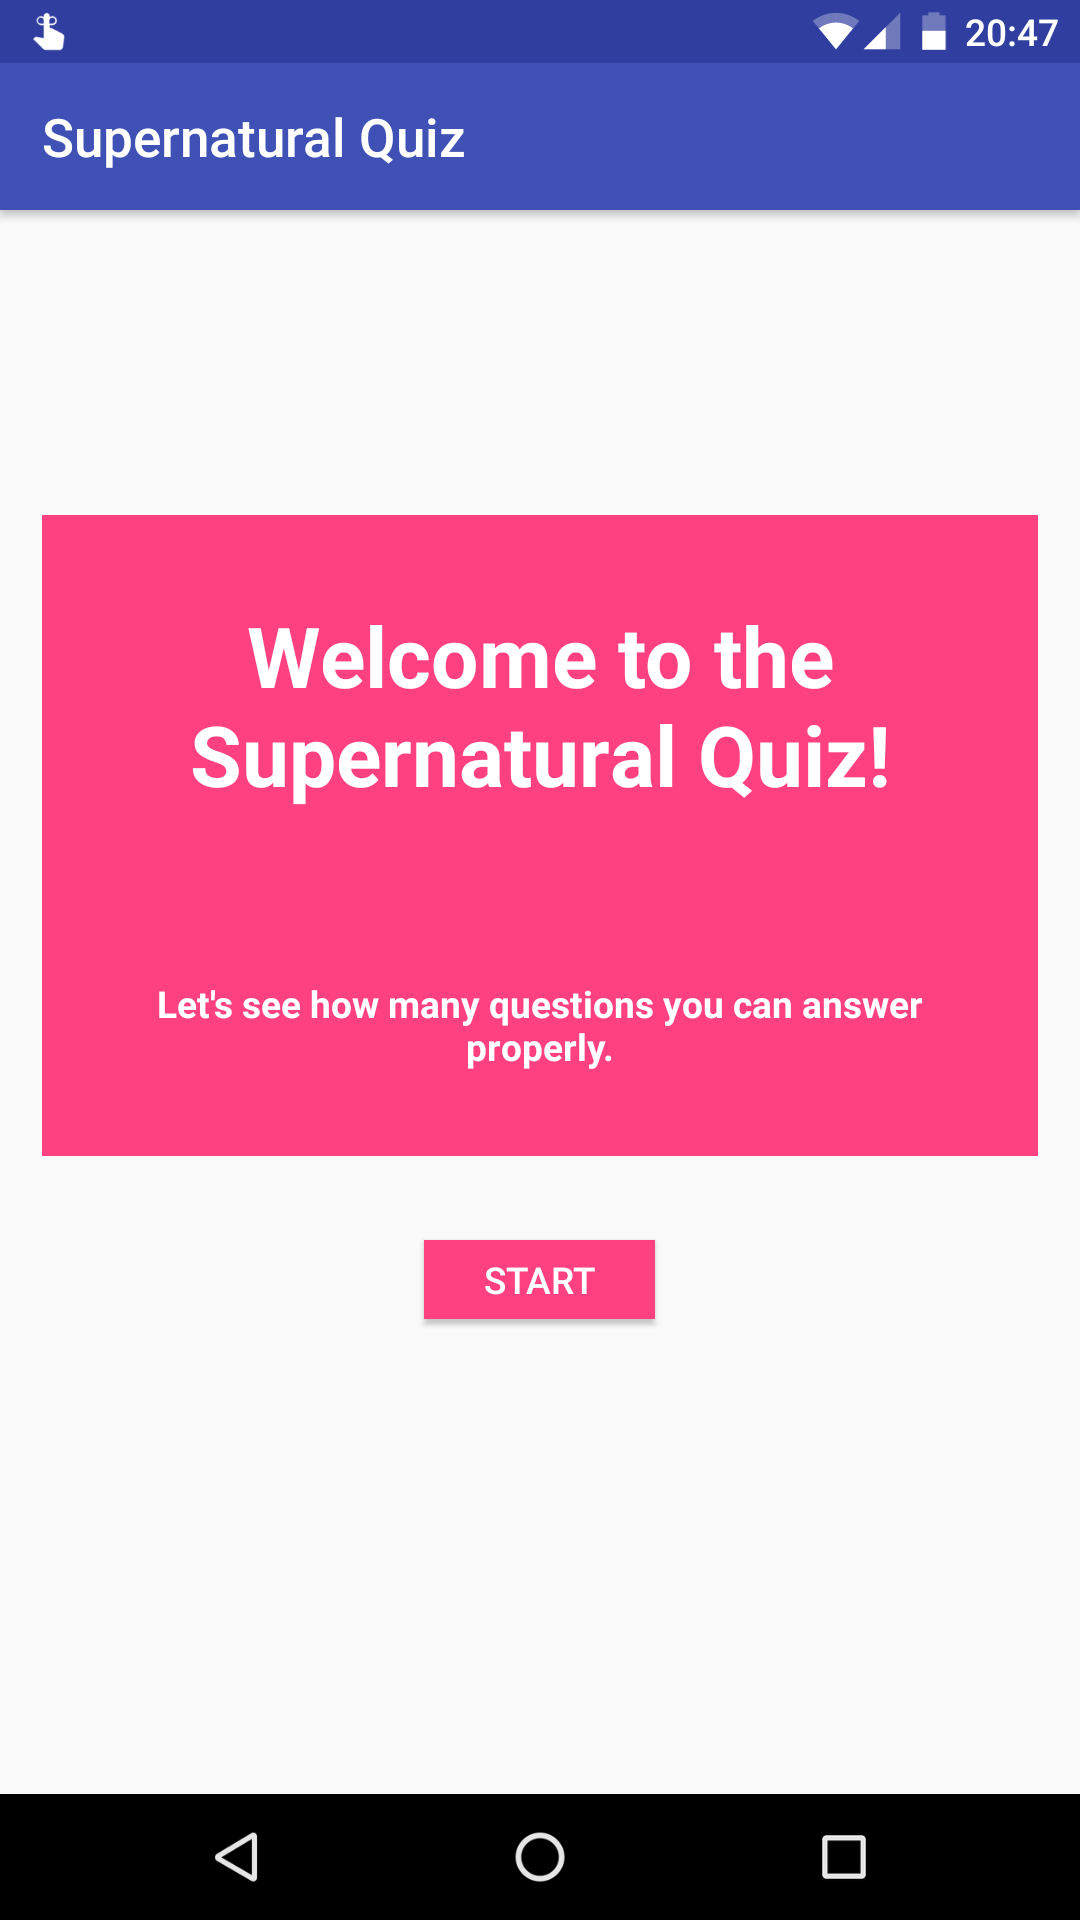 20:47
Supernatural Quiz
Welcome to the
Supernatural Quiz!
Let's see how many questions you can answer
properly.
START